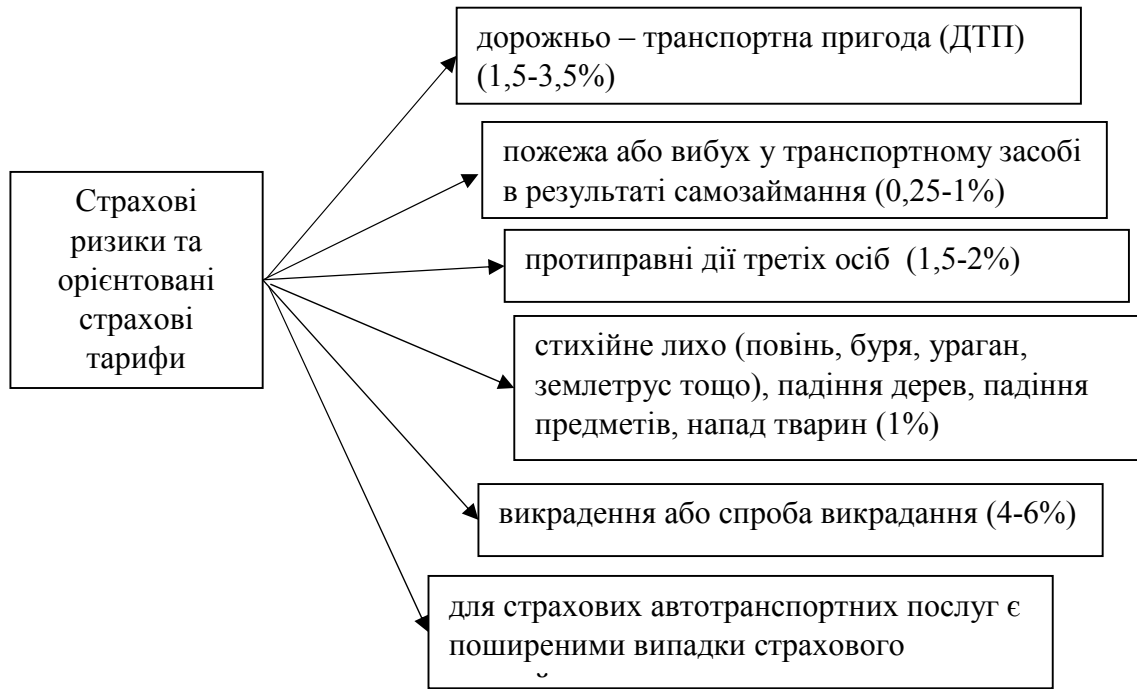 Страхові
ризики та
орієнтовані
страхові
тарифи
дорожньо – транспортна пригода (ДТП)
(1,5-3,5%)
пожежа або вибух у транспортному засобі
в результаті самозаймання (0,25-1%)
протиправні дії третіх осіб (1,5-2%)
стихійне лихо (повінь, буря, ураган,
землетрус тощо), падіння дерев, падіння
предметів, напад тварин (1%)
викрадення або спроба викрадання (4-6%)
для страхових автотранспортних послуг є
поширеними випадки страхового